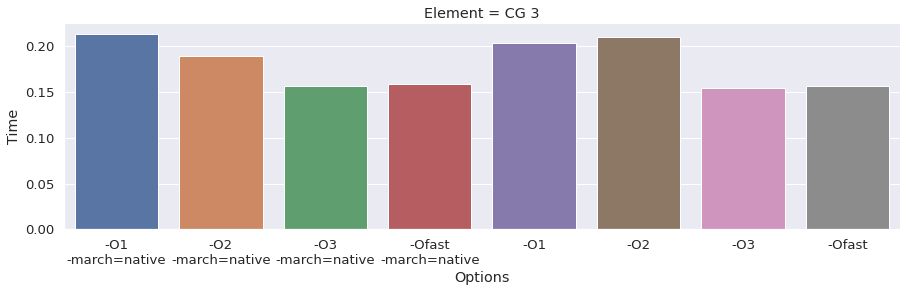 Element = CG 3
Time
0.20
0.15
0.10
0.05
0.00
-O1
-march=native
-O2
-march=native
-O3
-march=native
-Ofast
-march=native
-O1
-O2
-O3
-Ofast
Options